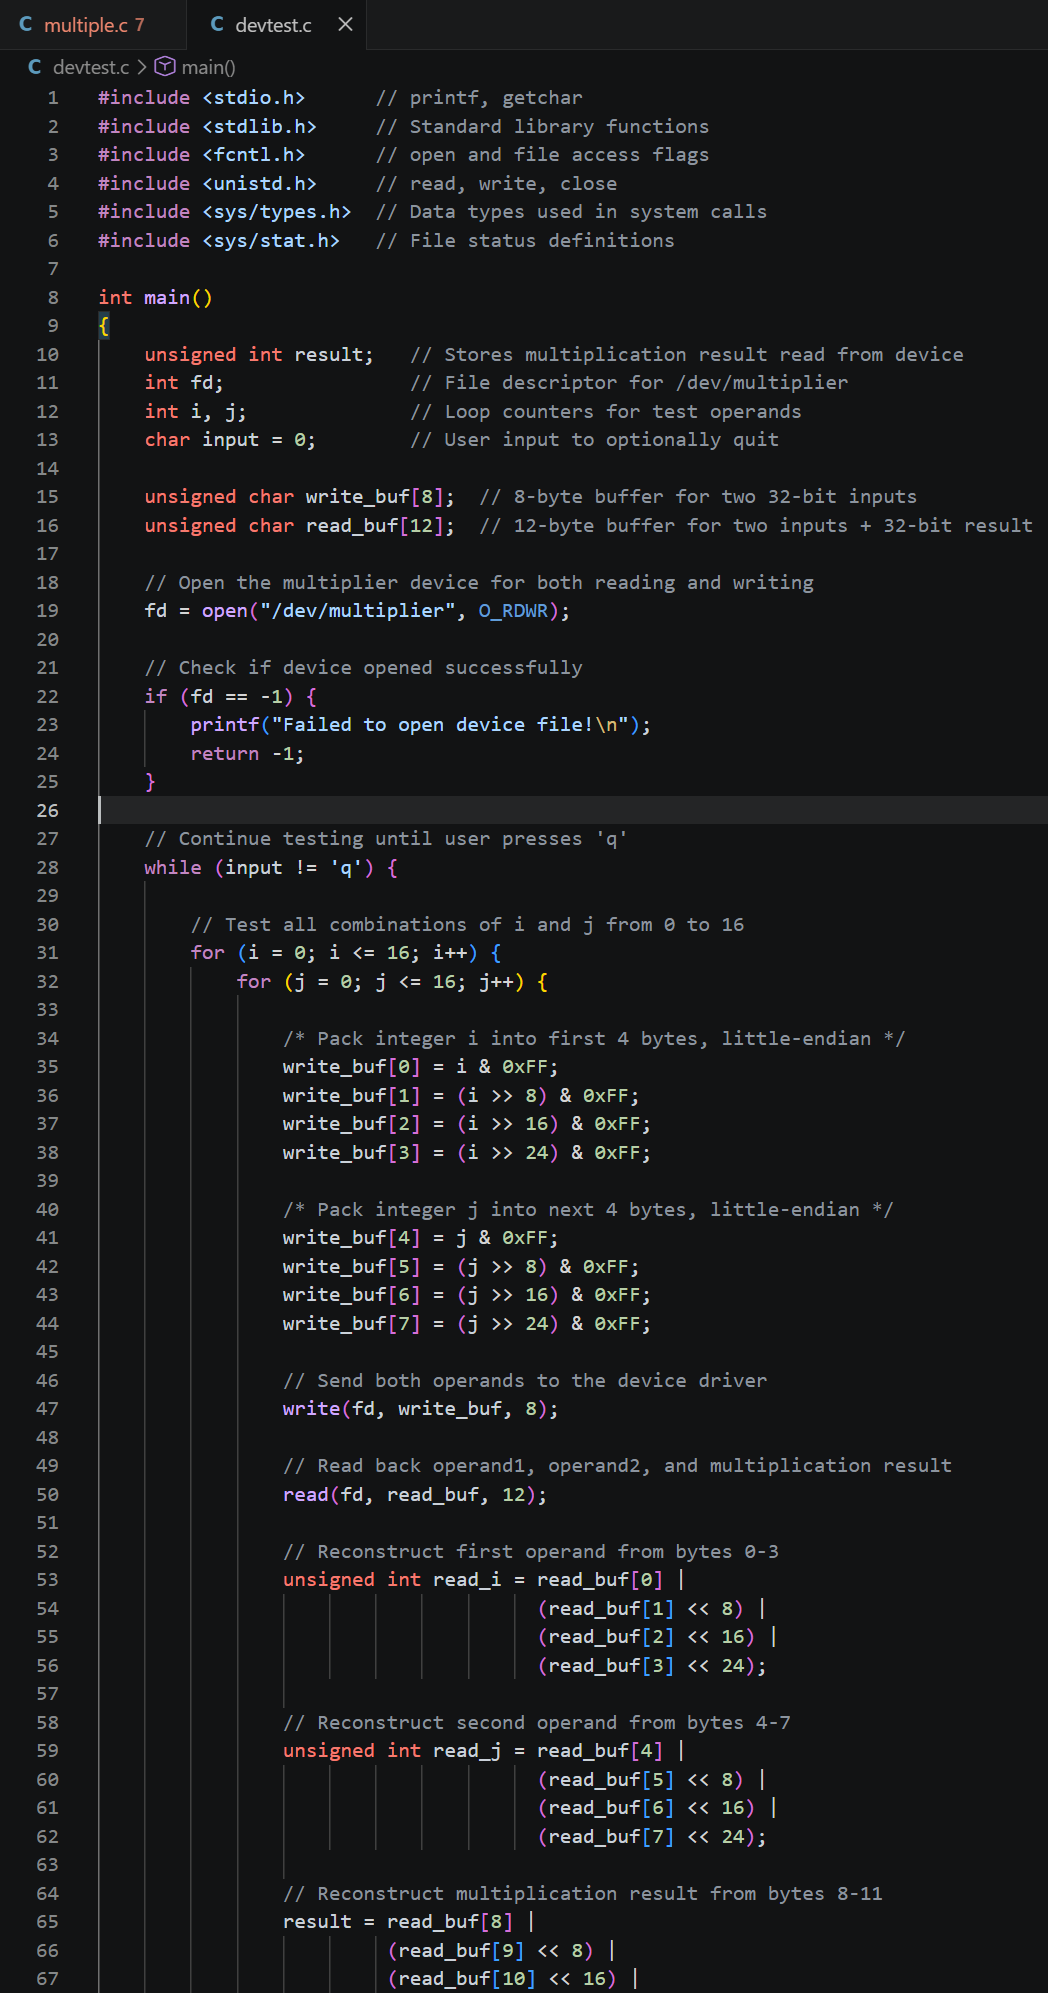 C multiple.c 7
C devtest.c ×
C devtest.c > main()
1 #include <stdio.h>      // printf, getchar
2 #include <stdlib.h>     // Standard library functions
3 #include <fcntl.h>      // open and file access flags
4 #include <unistd.h>     // read, write, close
5 #include <sys/types.h>  // Data types used in system calls
6 #include <sys/stat.h>   // File status definitions
7
8 int main()
9 {
10     unsigned int result;   // Stores multiplication result read from device
11     int fd;                // File descriptor for /dev/multiplier
12     int i, j;              // Loop counters for test operands
13     char input = 0;        // User input to optionally quit
14
15     unsigned char write_buf[8];  // 8-byte buffer for two 32-bit inputs
16     unsigned char read_buf[12];  // 12-byte buffer for two inputs + 32-bit result
17
18     // Open the multiplier device for both reading and writing
19     fd = open("/dev/multiplier", O_RDWR);
20
21     // Check if device opened successfully
22     if (fd == -1) {
23         printf("Failed to open device file!\n");
24         return -1;
25     }
26
27     // Continue testing until user presses 'q'
28     while (input != 'q') {
29
30         // Test all combinations of i and j from 0 to 16
31         for (i = 0; i <= 16; i++) {
32             for (j = 0; j <= 16; j++) {
33
34                 /* Pack integer i into first 4 bytes, little-endian */
35                 write_buf[0] = i & 0xFF;
36                 write_buf[1] = (i >> 8) & 0xFF;
37                 write_buf[2] = (i >> 16) & 0xFF;
38                 write_buf[3] = (i >> 24) & 0xFF;
39
40                 /* Pack integer j into next 4 bytes, little-endian */
41                 write_buf[4] = j & 0xFF;
42                 write_buf[5] = (j >> 8) & 0xFF;
43                 write_buf[6] = (j >> 16) & 0xFF;
44                 write_buf[7] = (j >> 24) & 0xFF;
45
46                 // Send both operands to the device driver
47                 write(fd, write_buf, 8);
48
49                 // Read back operand1, operand2, and multiplication result
50                 read(fd, read_buf, 12);
51
52                 // Reconstruct first operand from bytes 0-3
53                 unsigned int read_i = read_buf[0] |
54                                       (read_buf[1] << 8) |
55                                       (read_buf[2] << 16) |
56                                       (read_buf[3] << 24);
57
58                 // Reconstruct second operand from bytes 4-7
59                 unsigned int read_j = read_buf[4] |
60                                       (read_buf[5] << 8) |
61                                       (read_buf[6] << 16) |
62                                       (read_buf[7] << 24);
63
64                 // Reconstruct multiplication result from bytes 8-11
65                 result = read_buf[8] |
66                          (read_buf[9] << 8) |
67                          (read_buf[10] << 16) |